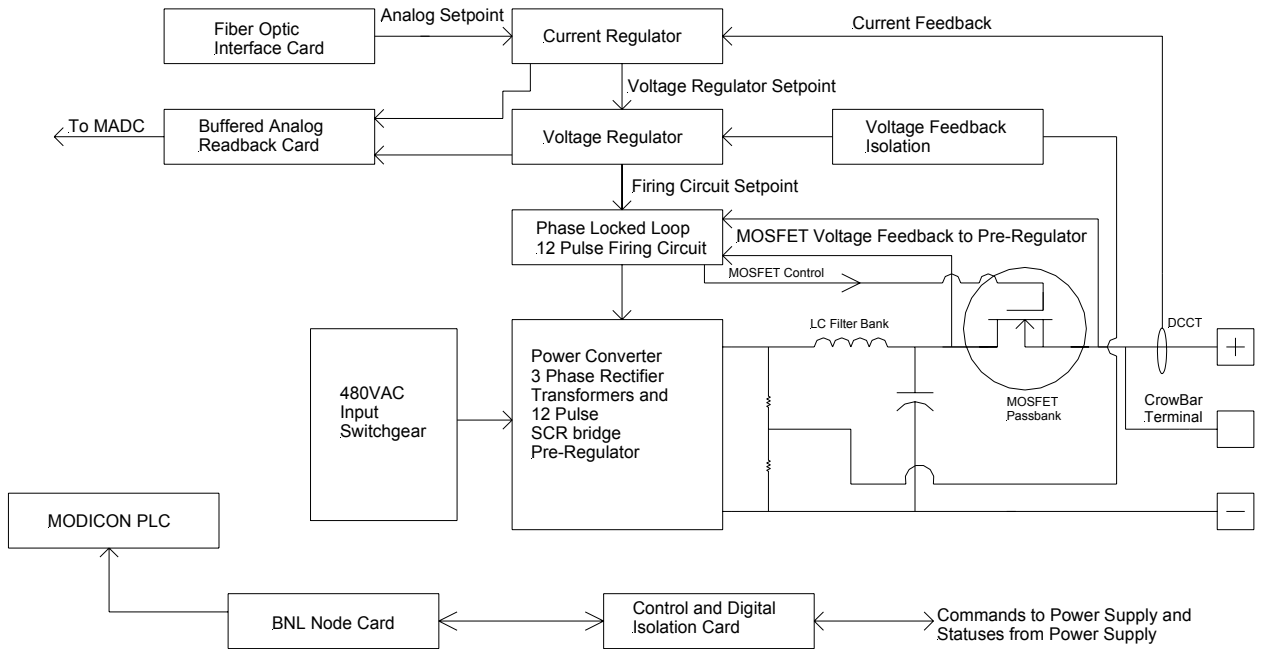 Analog Setpoint
Fiber Optic
Interface Card
Current Regulator
Current Feedback
Voltage Regulator Setpoint
To MADC
Buffered Analog
Readback Card
Voltage Regulator
Voltage Feedback
Isolation
Firing Circuit Setpoint
Phase Locked Loop
12 Pulse Firing Circuit
MOSFET Voltage Feedback to Pre-Regulator
MOSFET Control
LC Filter Bank
DCCT
+
480VAC
Input
Switchgear
Power Converter
3 Phase Rectifier
Transformers and
12 Pulse
SCR bridge
Pre-Regulator
MOSFET
Passbank
CrowBar
Terminal
−
MODICON PLC
BNL Node Card
Control and Digital
Isolation Card
Commands to Power Supply and
Statuses from Power Supply